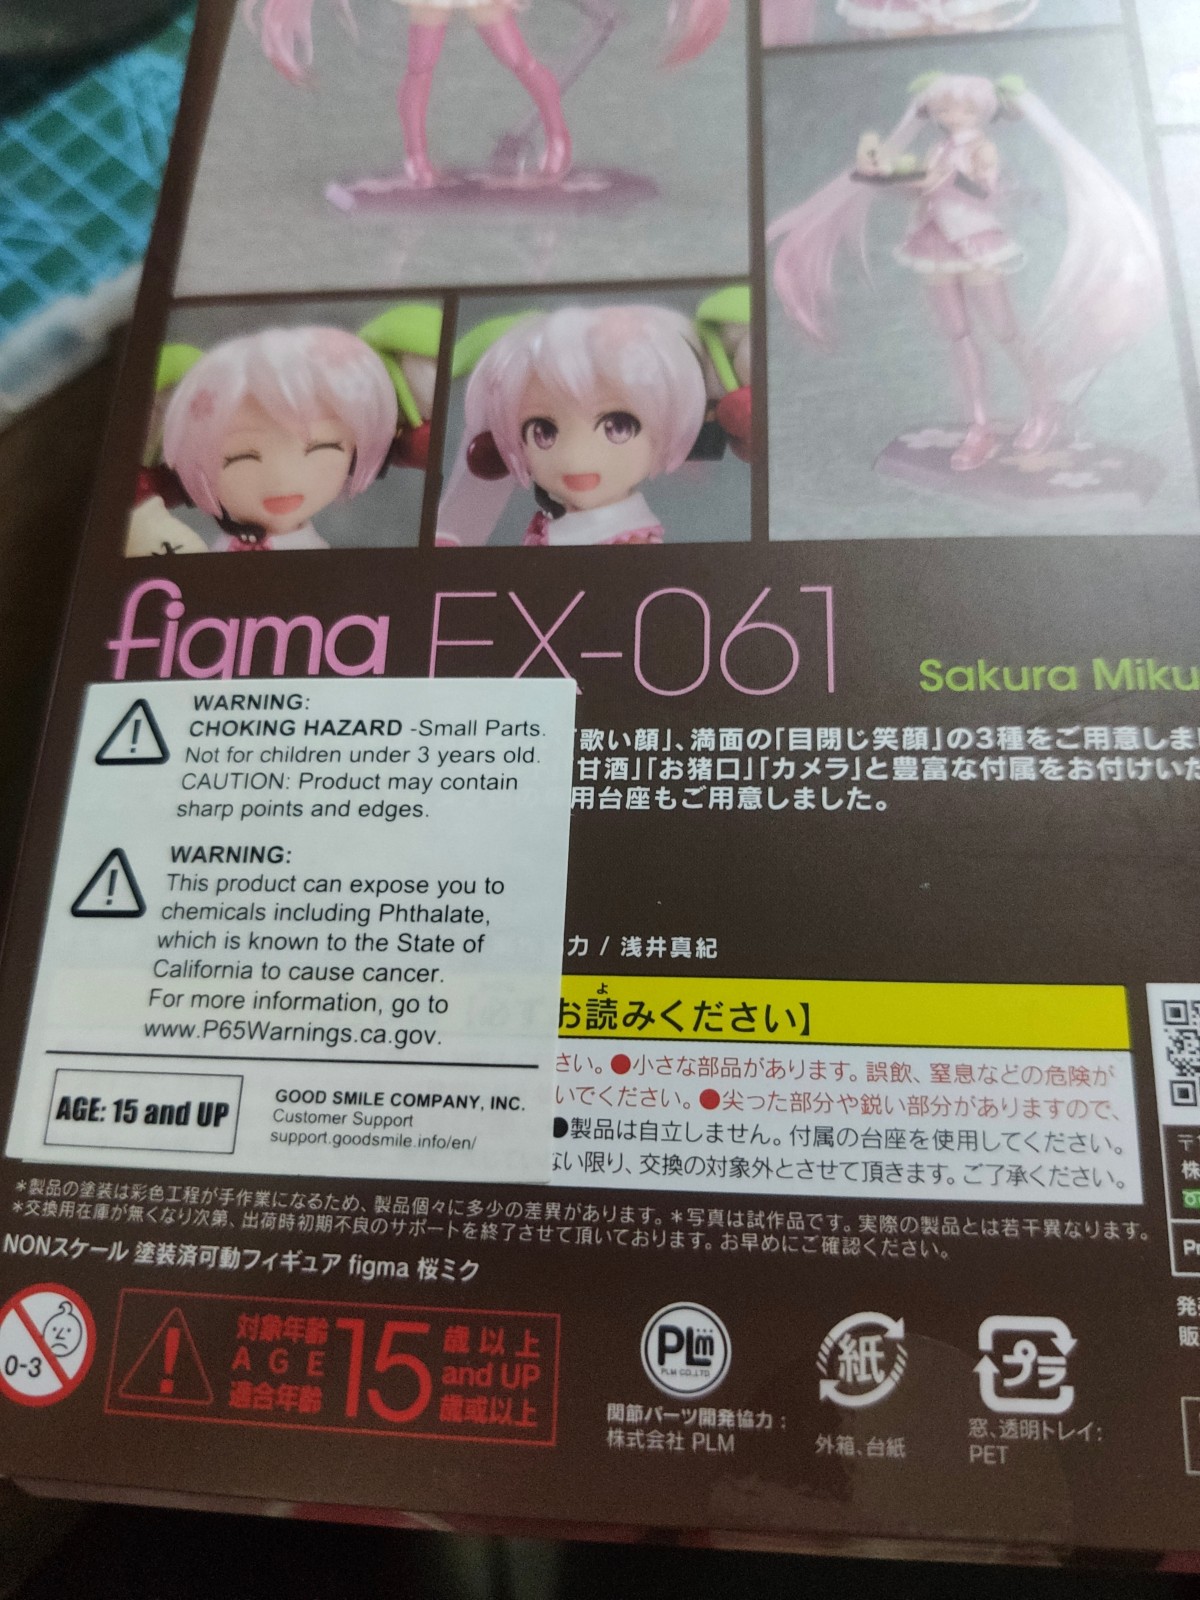 figma EX-061
Sakura Miku
WARNING:
CHOKING HAZARD -Small Parts.
Not for children under 3 years old.
CAUTION: Product may contain
sharp points and edges.
WARNING:
This product can expose you to
chemicals including Phthalate,
which is known to the State of
California to cause cancer.
For more information, go to
www.P65Warnings.ca.gov.
AGE: 15 and UP
GOOD SMILE COMPANY, INC.
Customer Support
support.goodsmile.info/en/
「歌い顔」、満面の「目閉じ笑顔」の3種をご用意しま
「甘酒」「お猪口」「カメラ」と豊富な付属をお付けいた
用台座もご用意しました。
力 / 浅井真紀
お読みください】
よ
さい。●小さな部品があります。誤飲、窒息などの危険が
いでください。●尖った部分や鋭い部分がありますので、
●製品は自立しません。付属の台座を使用してください。
ない限り、交換の対象外とさせて頂きます。ご了承ください。
*製品の塗装は彩色工程が手作業になるため、製品個々に多少の差異があります。*写真は試作品です。実際の製品とは若干異なります。
*交換用在庫が無くなり次第、出荷時初期不良のサポートを終了させて頂いております。お早めにご確認ください。
NONスケール 塗装済可動フィギュア figma 桜ミク
0-3
対象年齢 15 歳以上
AGE and UP
適合年齢 歳或以上
PLM
PLM CO.,LTD
関節パーツ開発協力：
株式会社 PLM
紙
外箱、台紙
プラ
窓、透明トレイ：
PET
〒
株
Pr
発
販